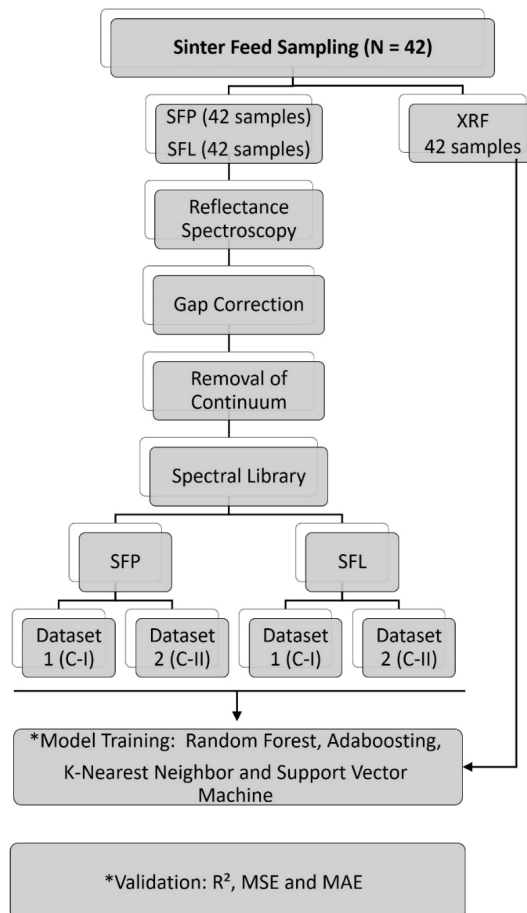 Sinter Feed Sampling (N = 42)
SFP (42 samples)
SFL (42 samples)
XRF
42 samples
Reflectance
Spectroscopy
Gap Correction
Removal of
Continuum
Spectral Library
SFP
SFL
Dataset
1 (C-I)
Dataset
2 (C-II)
Dataset
1 (C-I)
Dataset
2 (C-II)
*Model Training: Random Forest, Adaboosting,
K-Nearest Neighbor and Support Vector
Machine
*Validation: R², MSE and MAE